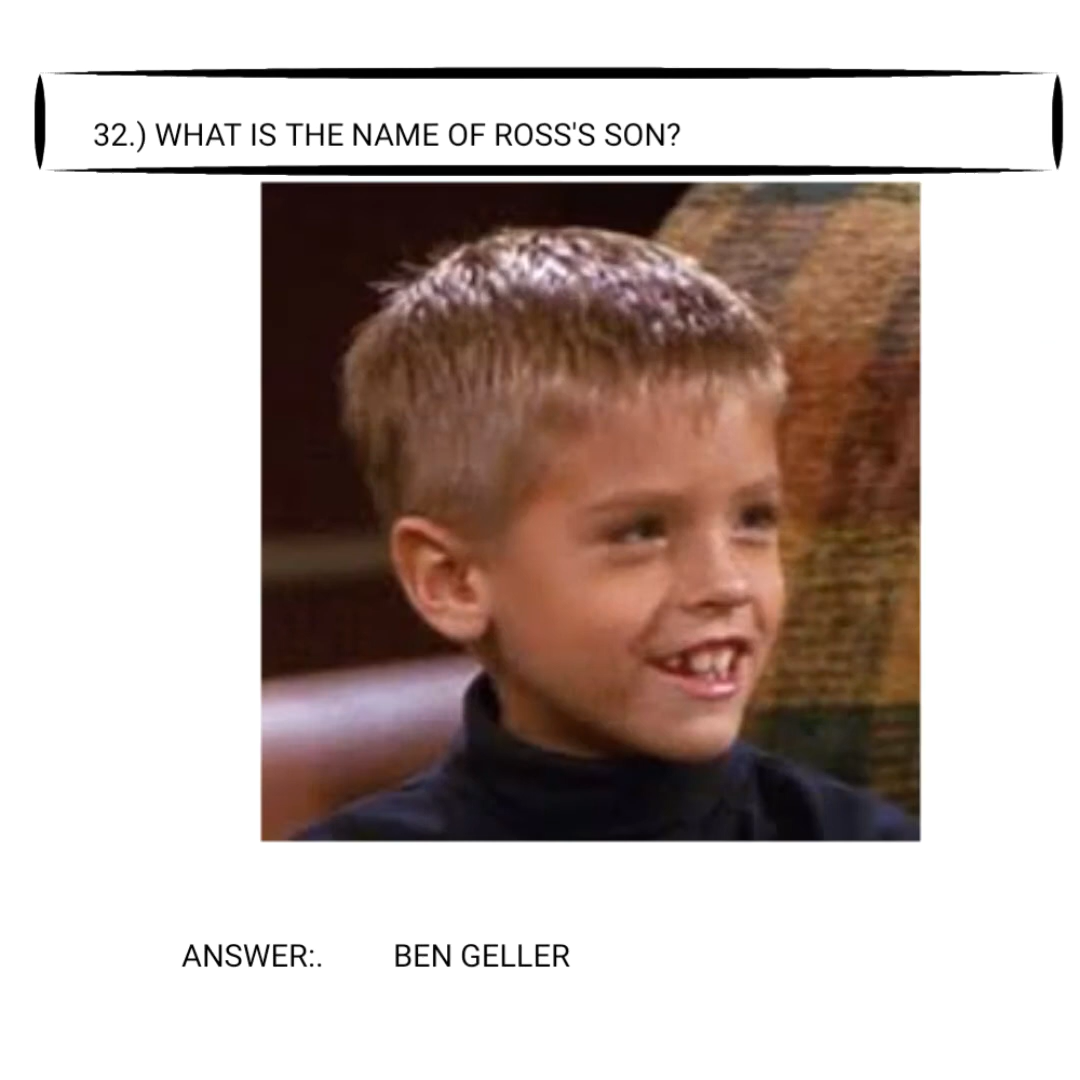 32.) WHAT IS THE NAME OF ROSS'S SON?
ANSWER:. BEN GELLER